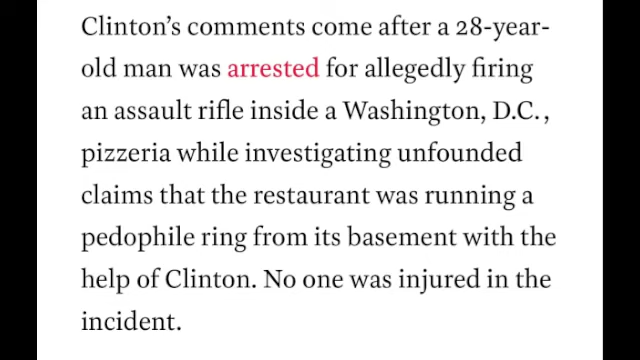 Clinton’s comments come after a 28-year-
old man was arrested for allegedly firing
an assault rifle inside a Washington, D.C.,
pizzeria while investigating unfounded
claims that the restaurant was running a
pedophile ring from its basement with the
help of Clinton. No one was injured in the
incident.